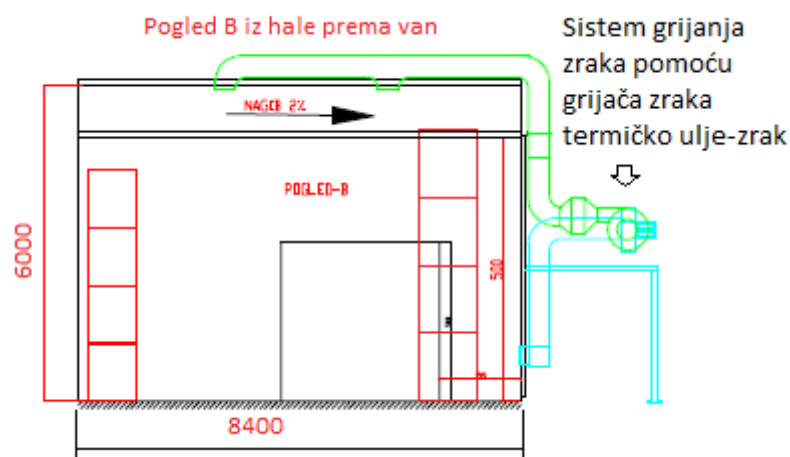 Pogled B iz hale prema van
Sistem grijanja
zraka pomoću
grijača zraka
termičko ulje-zrak
NAGIB 2%
POGLED-B
6000
500
8400